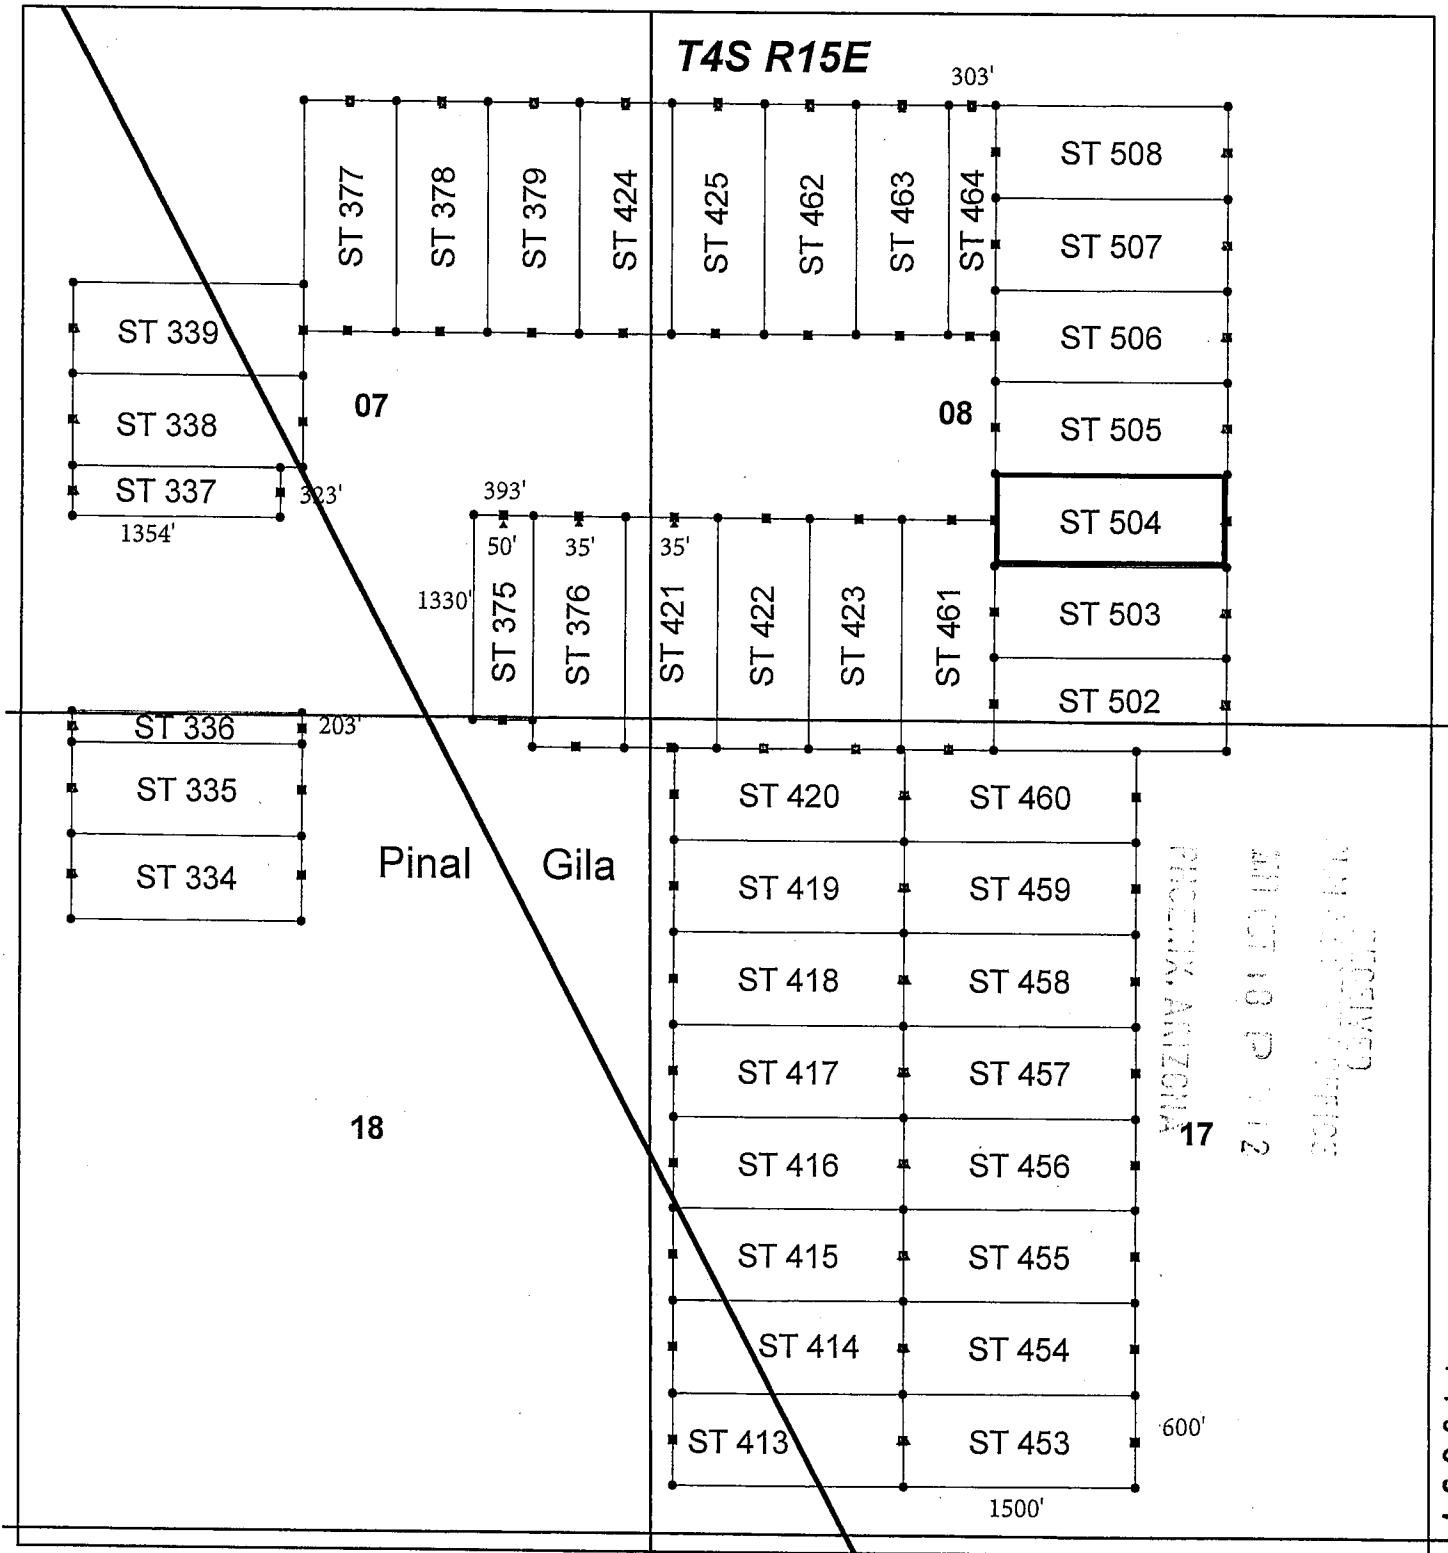 T4S R15E
303'
ST 377
ST 378
ST 379
ST 424
ST 425
ST 462
ST 463
ST 464
ST 508
ST 507
ST 506
ST 505
ST 504
ST 503
ST 502
ST 339
ST 338
ST 337
323'
1354'
07
08
393'
50'
35'
35'
1330'
ST 375
ST 376
ST 421
ST 422
ST 423
ST 461
ST 336
203'
ST 335
ST 334
Pinal
Gila
ST 420
ST 460
ST 419
ST 459
ST 418
ST 458
ST 417
ST 457
ST 416
ST 456
ST 415
ST 455
ST 414
ST 454
ST 413
ST 453
600'
1500'
18
17
RECEIVED
PHOENIX, ARIZONA